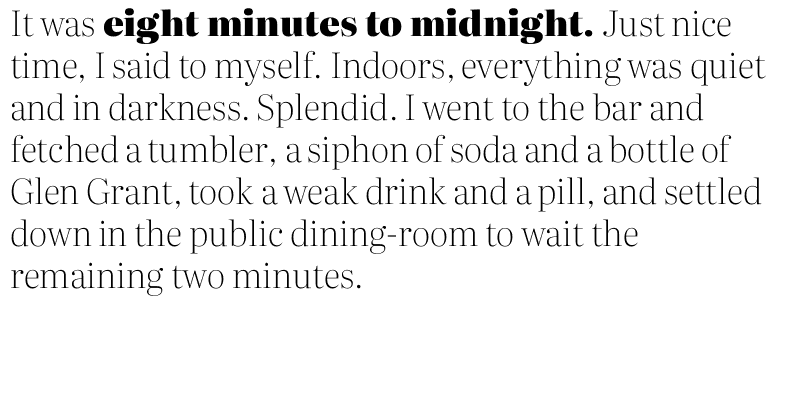 It was eight minutes to midnight. Just nice
time, I said to myself. Indoors, everything was quiet
and in darkness. Splendid. I went to the bar and
fetched a tumbler, a siphon of soda and a bottle of
Glen Grant, took a weak drink and a pill, and settled
down in the public dining-room to wait the
remaining two minutes.